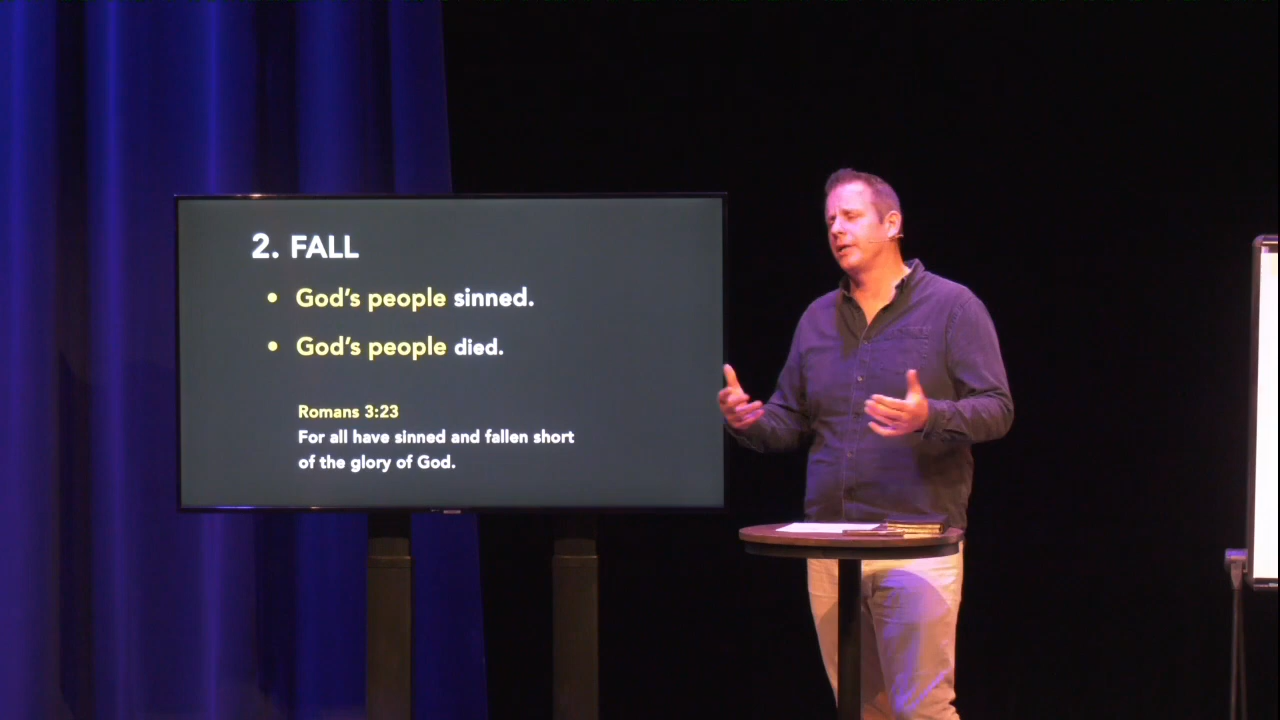 2. FALL
• God's people sinned.
• God's people died.
Romans 3:23
For all have sinned and fallen short
of the glory of God.